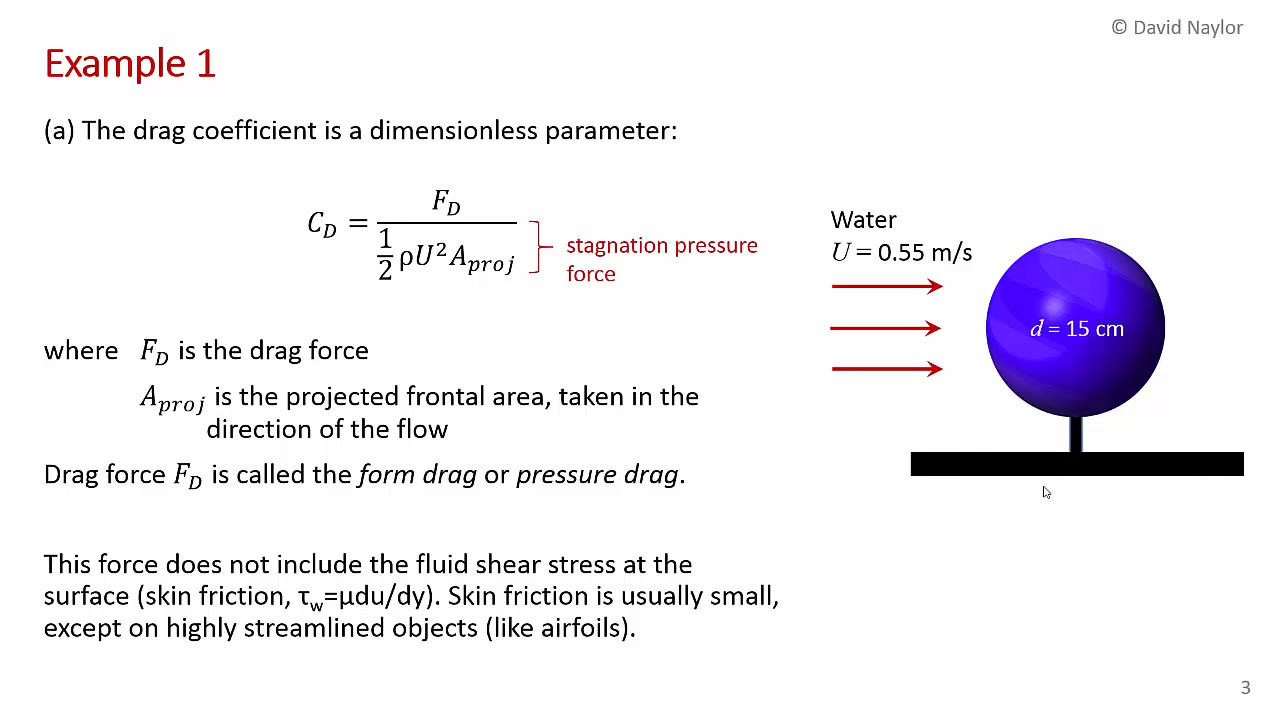 © David Naylor
Example 1
(a) The drag coefficient is a dimensionless parameter:
C_D = F_D / (1/2 ρU²A_proj)
stagnation pressure
force
where F_D is the drag force
A_proj is the projected frontal area, taken in the
direction of the flow
Drag force F_D is called the form drag or pressure drag.
This force does not include the fluid shear stress at the
surface (skin friction, τ_w=μdu/dy). Skin friction is usually small,
except on highly streamlined objects (like airfoils).
Water
U = 0.55 m/s
d = 15 cm
3